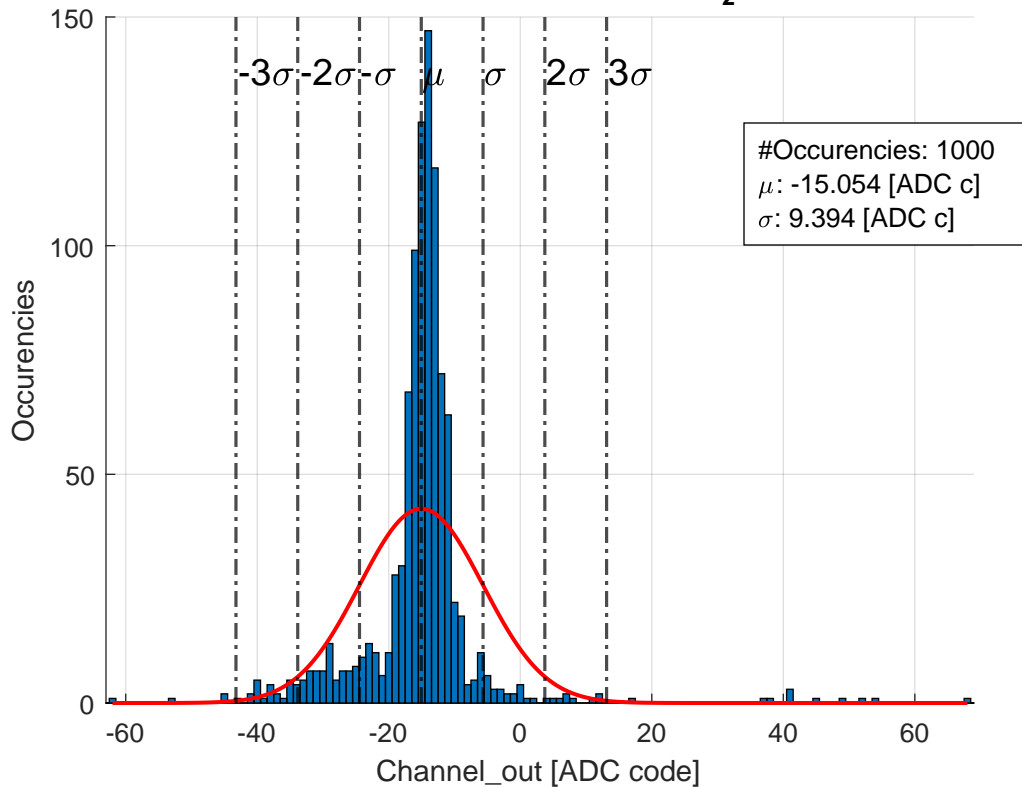 2
150
100
50
0
-3σ
-2σ
-σ
μ
σ
2σ
3σ
#Occurencies: 1000
μ: -15.054 [ADC c]
σ: 9.394 [ADC c]
Occurencies
-60
-40
-20
0
20
40
60
Channel_out [ADC code]